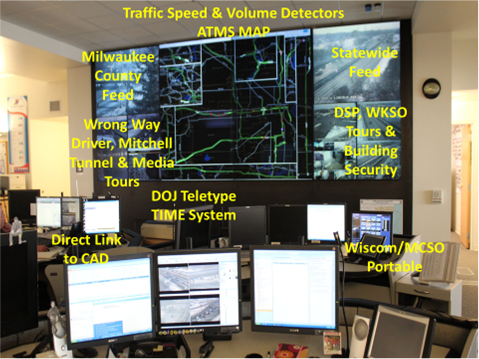 Traffic Speed & Volume Detectors
ATMS MAP
Milwaukee
County
Feed
Statewide
Feed
Wrong Way
Driver, Mitchell
Tunnel & Media
Tours
DSP, WKSO
Tours &
Building
Security
DOJ Teletype
TIME System
Direct Link
to CAD
Wiscom/MCSO
Portable